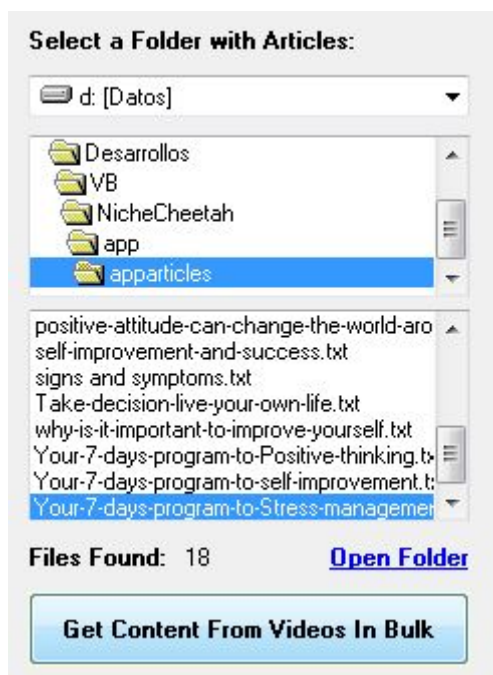 Select a Folder with Articles:
d: [Datos]
Desarrollos
VB
NicheCheetah
app
apparticles
positive-attitude-can-change-the-world-aro
self-improvement-and-success.txt
signs and symptoms.txt
Take-decision-live-your-own-life.txt
why-is-it-important-to-improve-yourself.txt
Your-7-days-program-to-Positive-thinking.tx
Your-7-days-program-to-self-improvement.t
Your-7-days-program-to-Stress-managemer
Files Found: 18 Open Folder
Get Content From Videos In Bulk